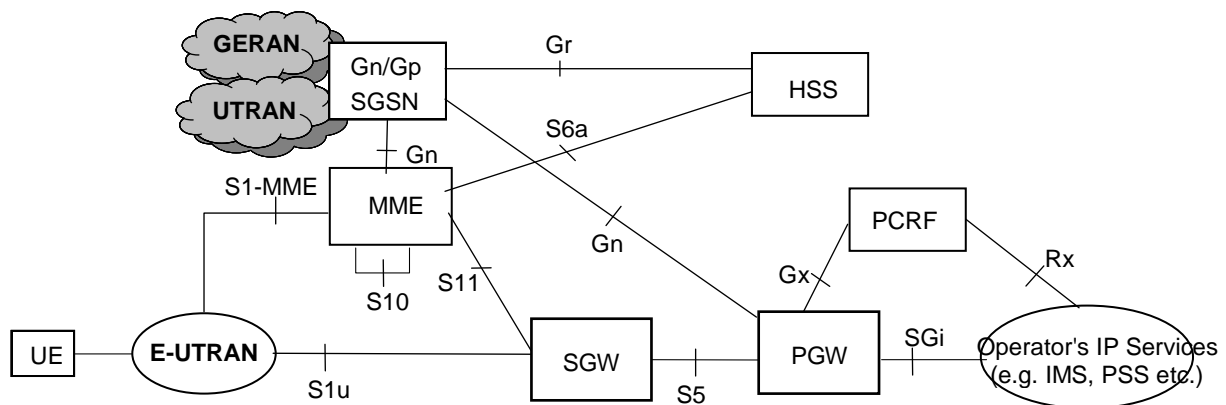 GERAN
Gn/Gp
SGSN
Gr
HSS
UTRAN
S6a
Gn
S1-MME
MME
PCRF
Gn
Gx
Rx
S11
S10
UE
E-UTRAN
SGW
PGW
SGi
Operator's IP Services
(e.g. IMS, PSS etc.)
S1u
S5